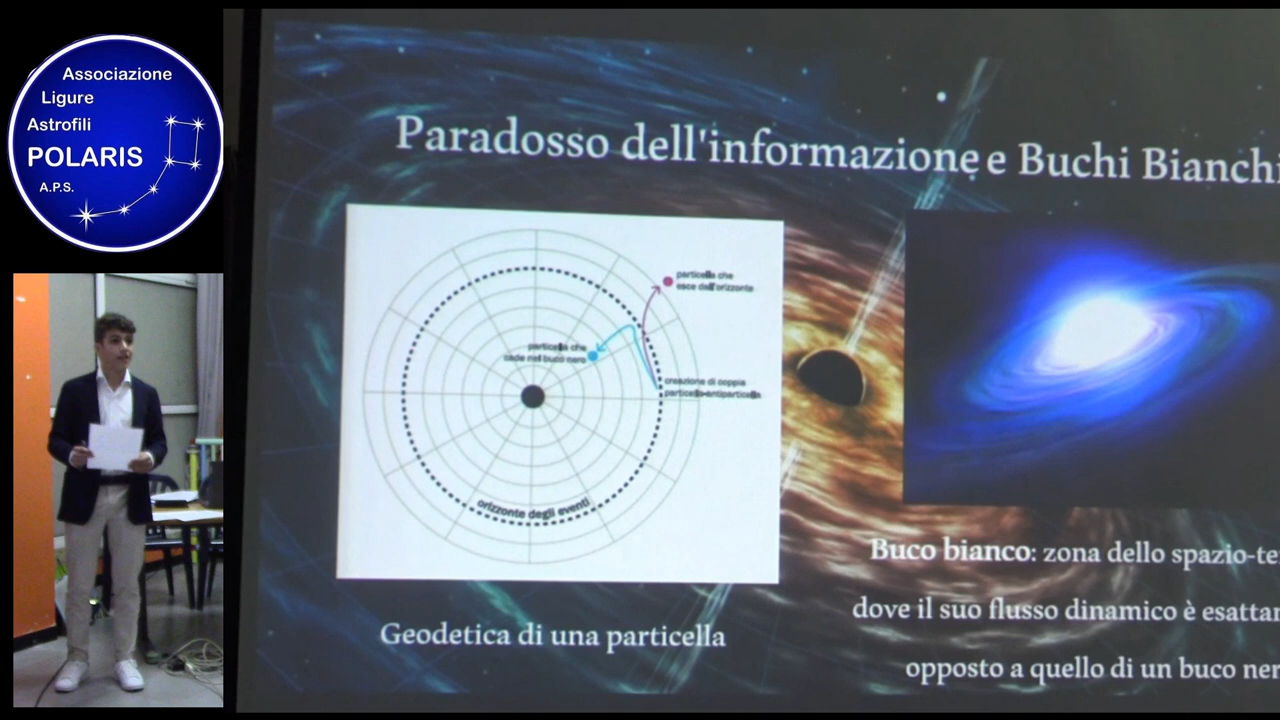 Associazione
Ligure
Astrofili
POLARIS
A.P.S.
Paradosso dell'informazione e Buchi Bianchi
particella che
esce dall'orizzonte
particella che
cade nel buco nero
creazione di coppia
particella-antiparticella
orizzonte degli eventi
Geodetica di una particella
Buco bianco: zona dello spazio-te
dove il suo flusso dinamico è esattar
opposto a quello di un buco ner